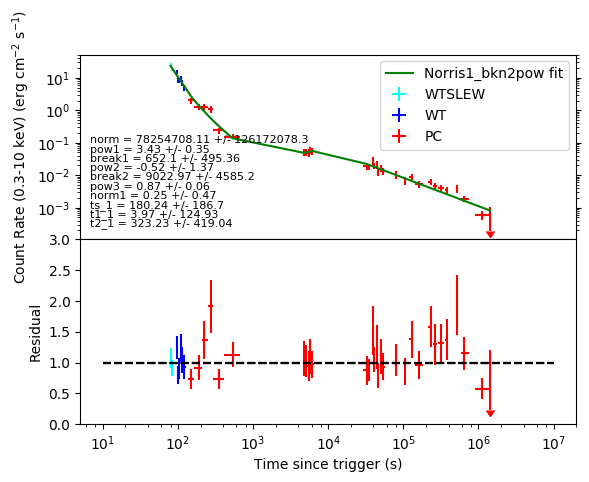 Count Rate (0.3-10 keV) (erg cm⁻² s⁻¹)
10¹
10⁰
10⁻¹
10⁻²
10⁻³
Norris1_bkn2pow fit
WTSLEW
WT
PC
norm = 78254708.11 +/- 126172078.3
pow1 = 3.43 +/- 0.35
break1 = 652.1 +/- 495.36
pow2 = -0.52 +/- 1.37
break2 = 9022.97 +/- 4585.2
pow3 = 0.87 +/- 0.06
norm1 = 0.25 +/- 0.47
ts_1 = 180.24 +/- 186.7
t1_1 = 3.97 +/- 124.93
t2_1 = 323.23 +/- 419.04
Residual
3.0
2.5
2.0
1.5
1.0
0.5
0.0
10¹ 10² 10³ 10⁴ 10⁵ 10⁶ 10⁷
Time since trigger (s)